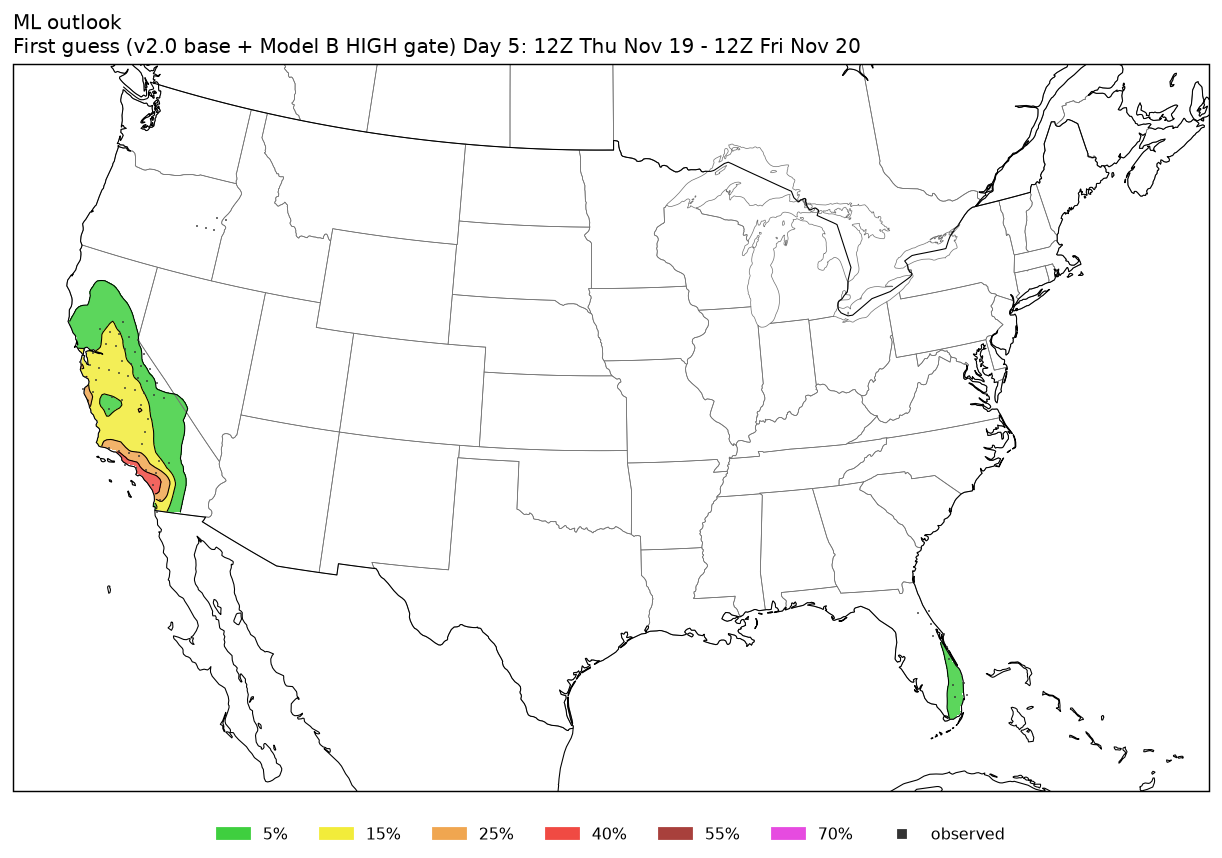 ML outlook
First guess (v2.0 base + Model B HIGH gate) Day 5: 12Z Thu Nov 19 - 12Z Fri Nov 20
5% 15% 25% 40% 55% 70% observed